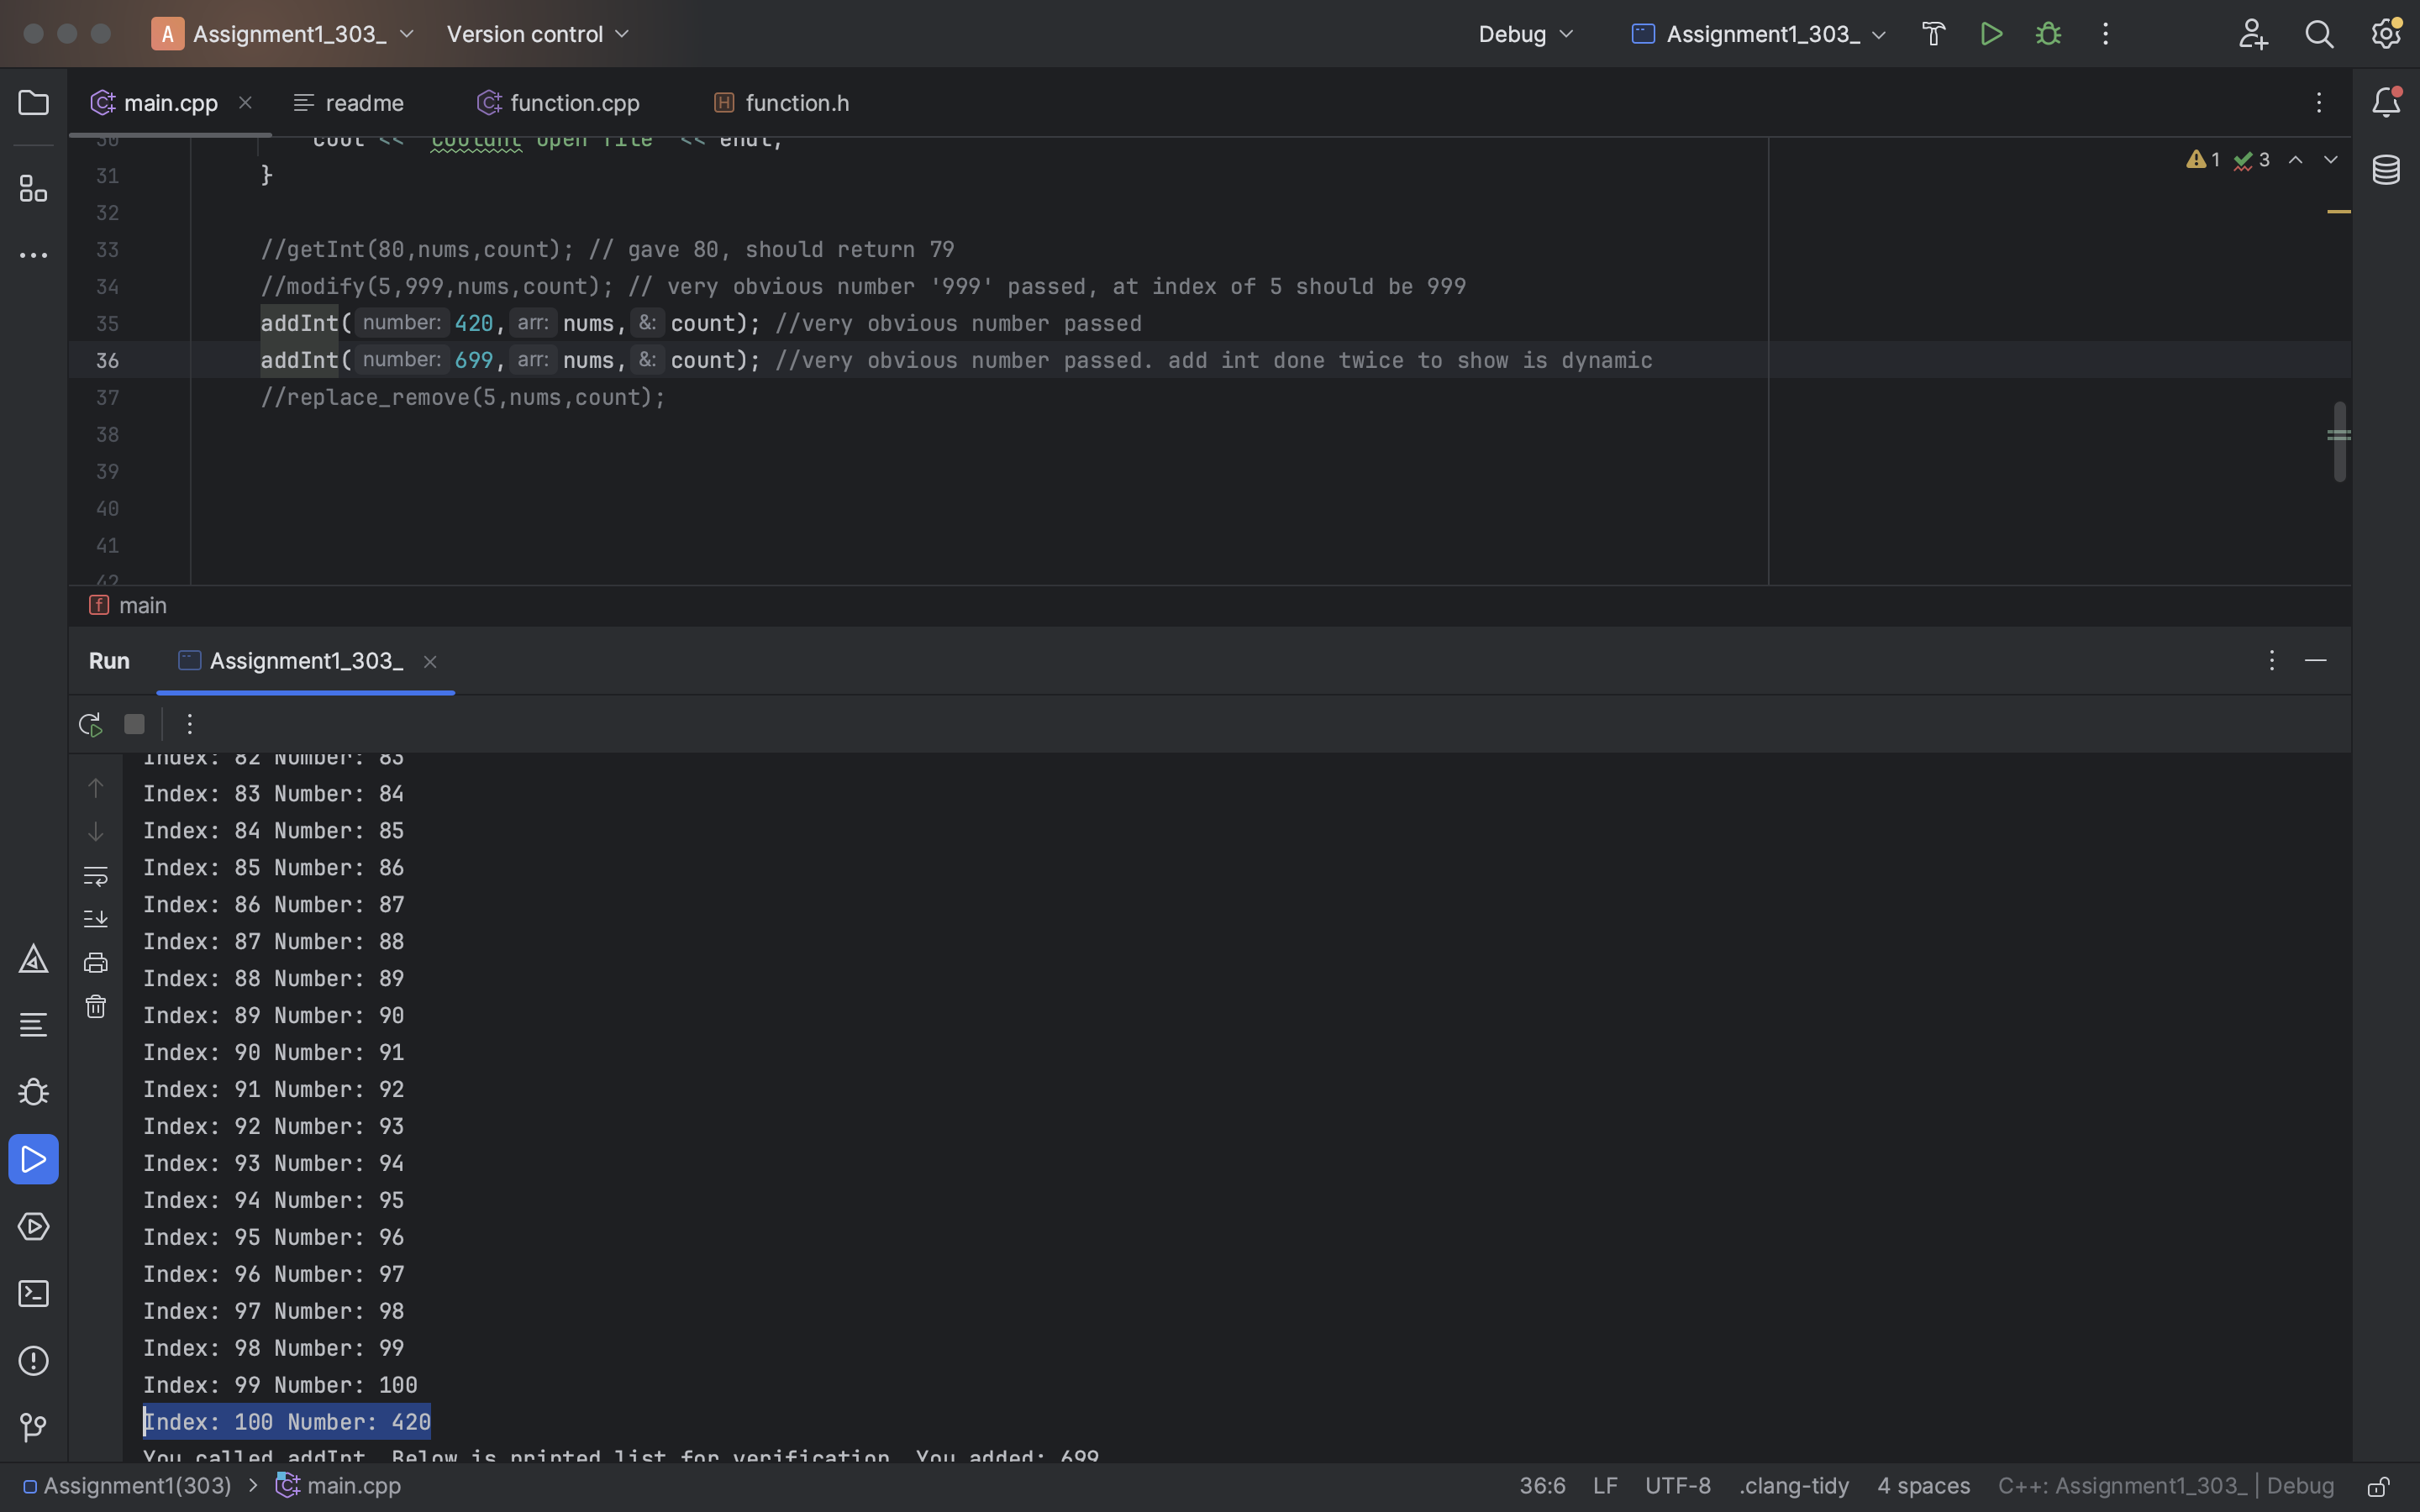 A Assignment1_303_ Version control Debug Assignment1_303_
main.cpp readme function.cpp function.h
30 cout << "cooldnt open file" << endl;
31 }
1 3
32
33 //getInt(80,nums,count); // gave 80, should return 79
34 //modify(5,999,nums,count); // very obvious number '999' passed, at index of 5 should be 999
35 addInt( number: 420, arr: nums, &: count); //very obvious number passed
36 addInt( number: 699, arr: nums, &: count); //very obvious number passed. add int done twice to show is dynamic
37 //replace_remove(5,nums,count);
38
39
40
41
42
f main
Run Assignment1_303_
Index: 82 Number: 83
Index: 83 Number: 84
Index: 84 Number: 85
Index: 85 Number: 86
Index: 86 Number: 87
Index: 87 Number: 88
Index: 88 Number: 89
Index: 89 Number: 90
Index: 90 Number: 91
Index: 91 Number: 92
Index: 92 Number: 93
Index: 93 Number: 94
Index: 94 Number: 95
Index: 95 Number: 96
Index: 96 Number: 97
Index: 97 Number: 98
Index: 98 Number: 99
Index: 99 Number: 100
Index: 100 Number: 420
You called addInt. Below is printed list for verification. You added: 699
Assignment1(303) > main.cpp 36:6 LF UTF-8 .clang-tidy 4 spaces C++: Assignment1_303_ | Debug